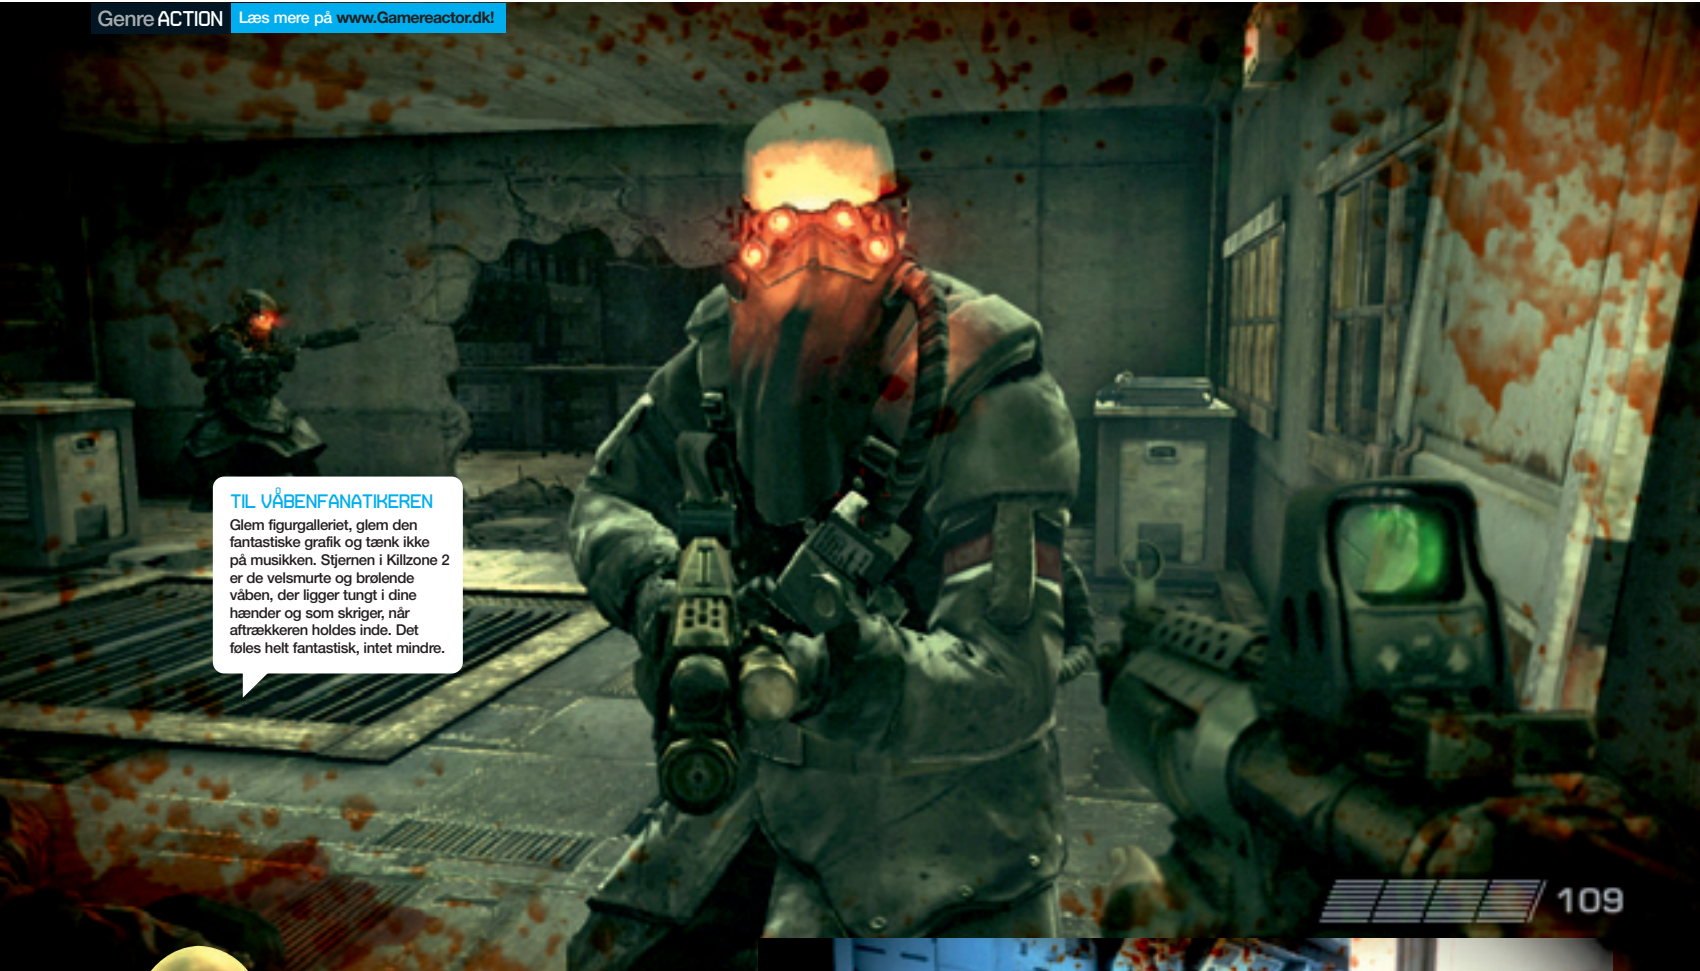 Genre ACTION Læs mere på www.Gamereactor.dk!
TIL VÅBENFANATIKEREN
Glem figurgalleriet, glem den
fantastiske grafik og tænk ikke
på musikken. Stjernen i Killzone 2
er de velsmurte og brølende
våben, der ligger tungt i dine
hænder og som skriger, når
aftrækkeren holdes inde. Det
føles helt fantastisk, intet mindre.
109